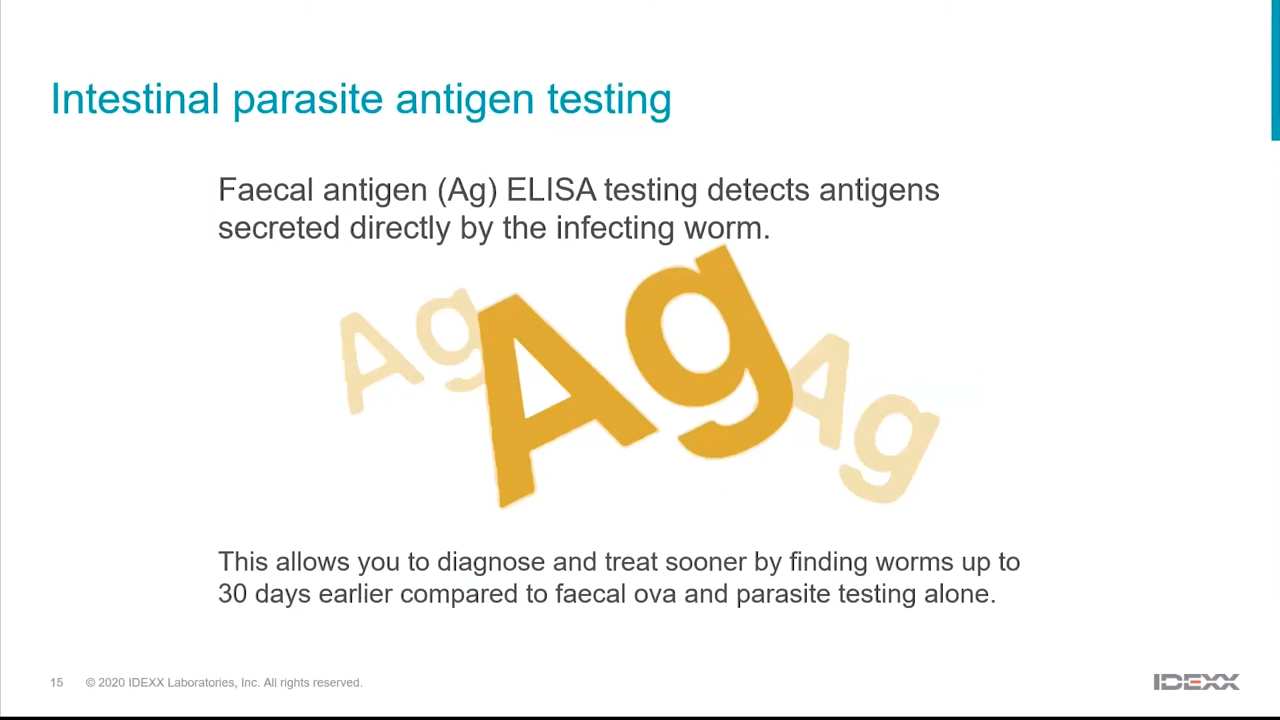 Intestinal parasite antigen testing
Faecal antigen (Ag) ELISA testing detects antigens
secreted directly by the infecting worm.
Ag
Ag
Ag
This allows you to diagnose and treat sooner by finding worms up to
30 days earlier compared to faecal ova and parasite testing alone.
15 © 2020 IDEXX Laboratories, Inc. All rights reserved.
IDEXX